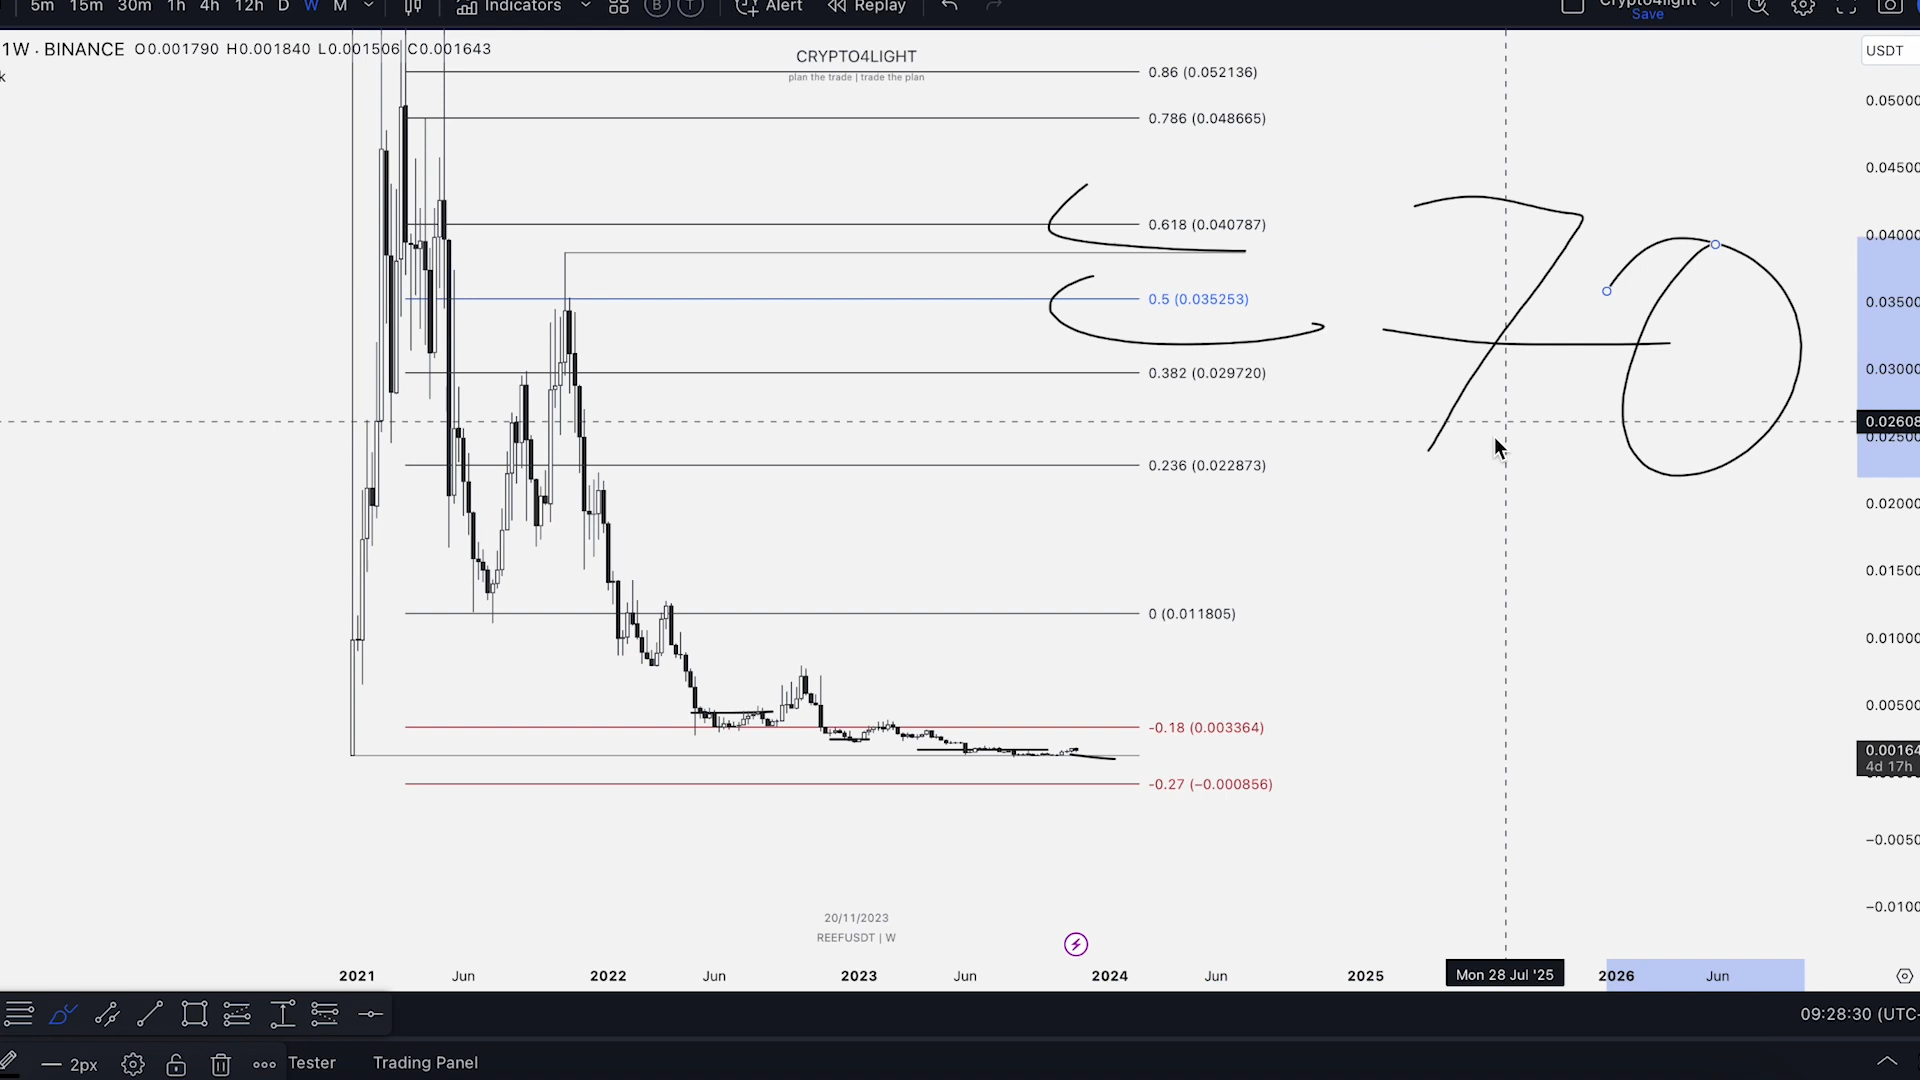 5m 15m 30m 1h 4h 12h D W M Indicators B T Alert Replay Crypto4light
Save
1W · BINANCE O0.001790 H0.001840 L0.001506 C0.001643
k
CRYPTO4LIGHT
plan the trade | trade the plan
USDT
0.86 (0.052136)
0.05000
0.786 (0.048665)
0.04500
0.618 (0.040787)
0.04000
70
0.5 (0.035253)
0.03500
0.382 (0.029720)
0.03000
0.02608
0.02500
0.236 (0.022873)
0.02000
0.01500
0 (0.011805)
0.01000
0.00500
-0.18 (0.003364)
0.00164
4d 17h
-0.27 (−0.000856)
−0.0050
−0.0100
20/11/2023
REEFUSDT | W
2021 Jun 2022 Jun 2023 Jun 2024 Jun 2025 Mon 28 Jul '25 2026 Jun
09:28:30 (UTC-
2px Tester Trading Panel